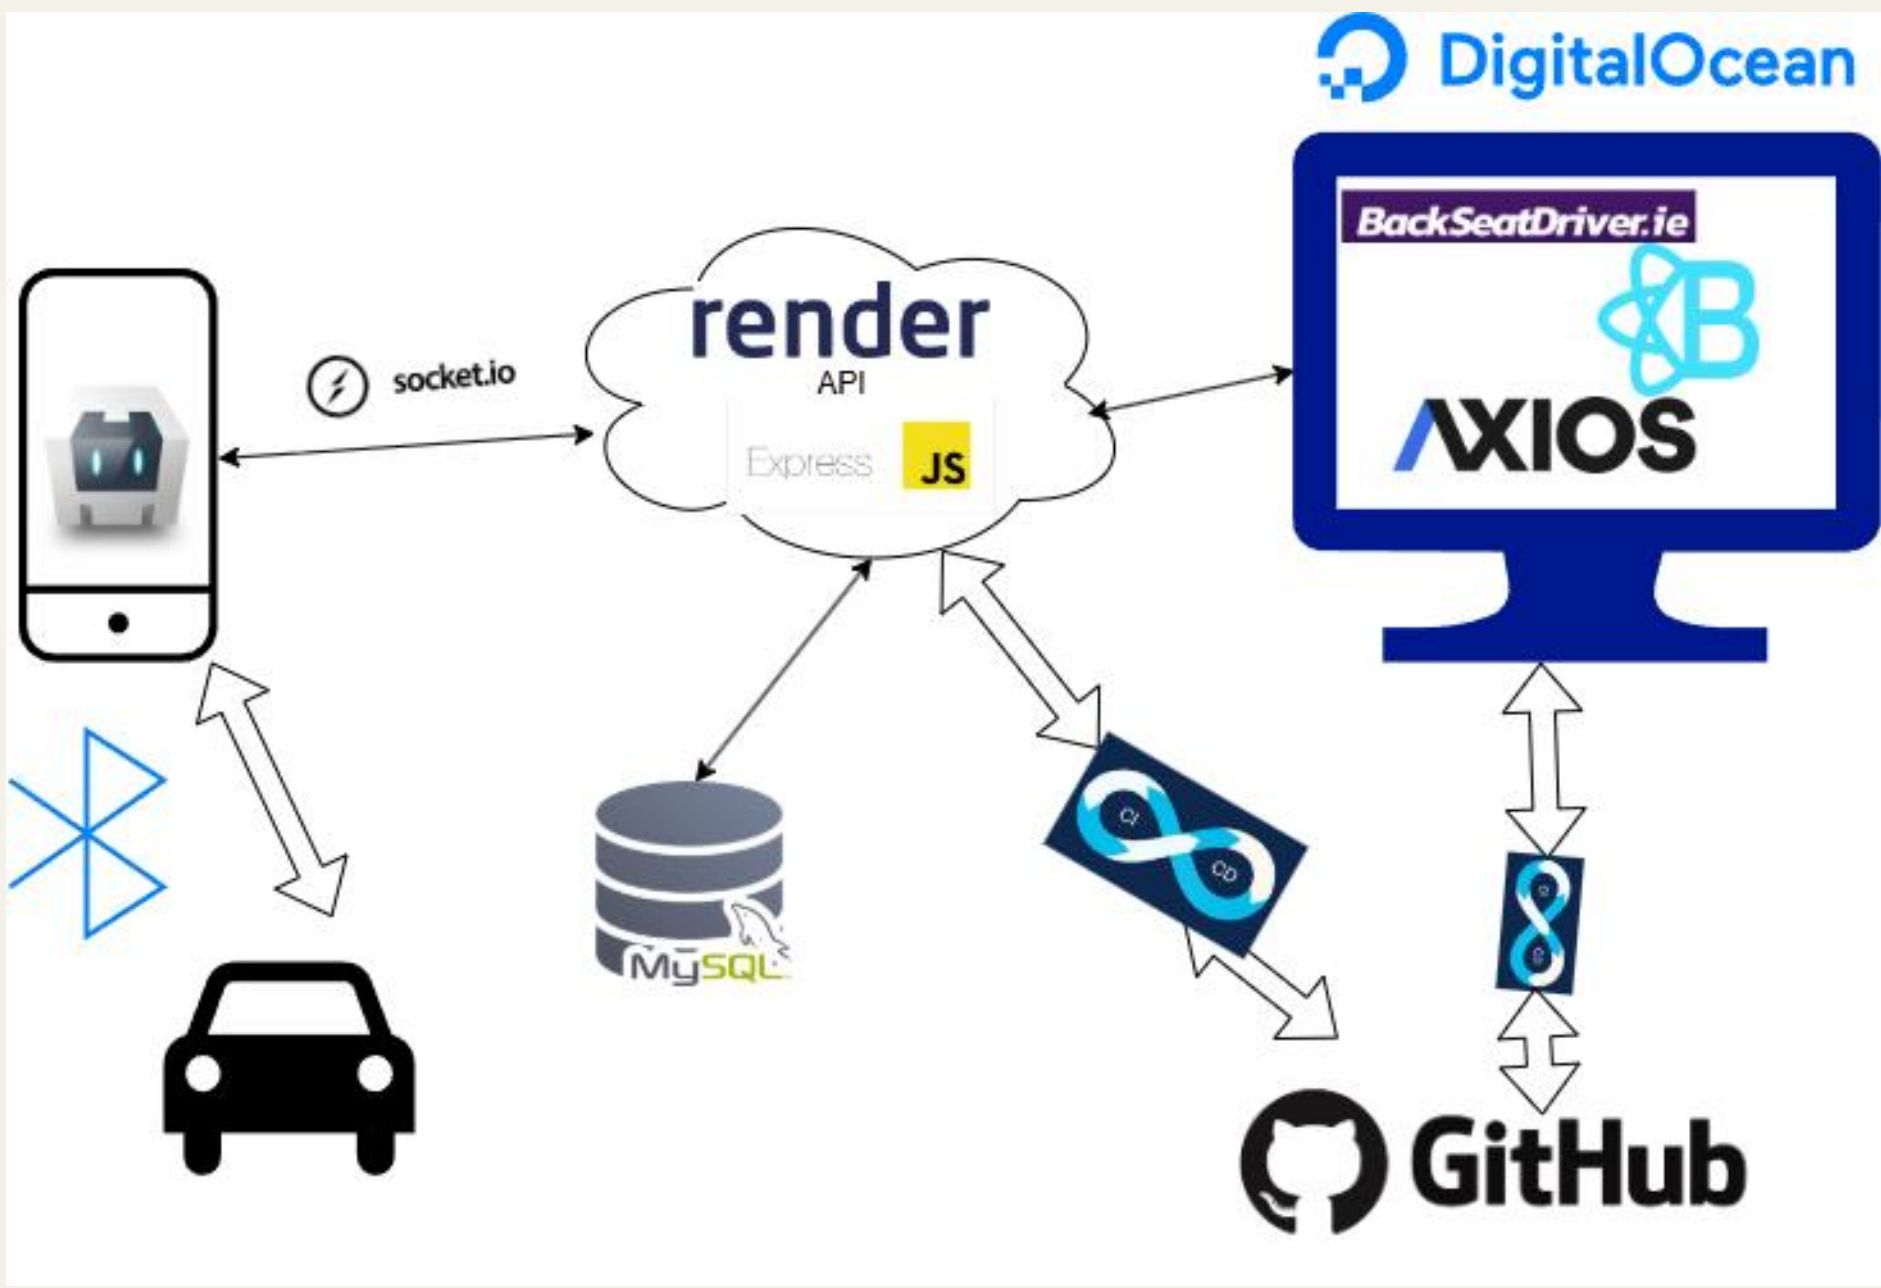 DigitalOcean
BackSeatDriver.ie
B
AXIOS
render
API
Express JS
socket.io
MySQL
CI
CD
GitHub